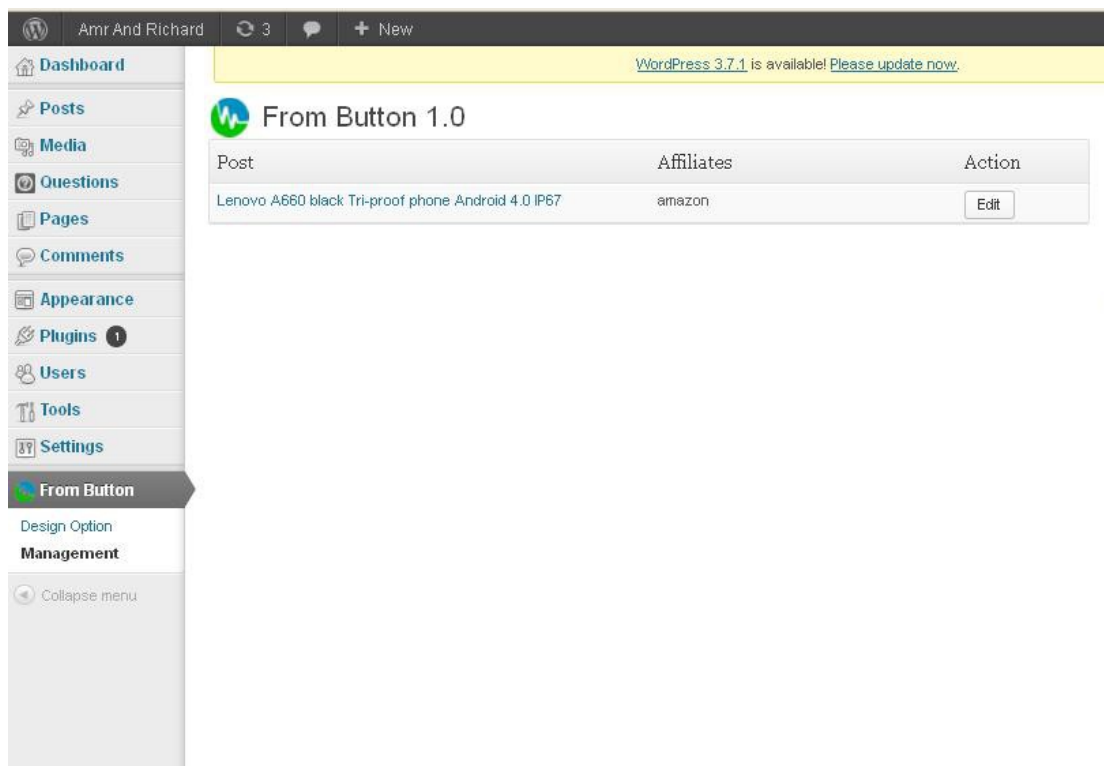 Amr And Richard 3 + New
Dashboard
WordPress 3.7.1 is available! Please update now.
Posts
Media
Questions
Pages
Comments
Appearance
Plugins 1
Users
Tools
Settings
From Button
Design Option
Management
Collapse menu
From Button 1.0
Post Affiliates Action
Lenovo A660 black Tri-proof phone Android 4.0 IP67 amazon Edit